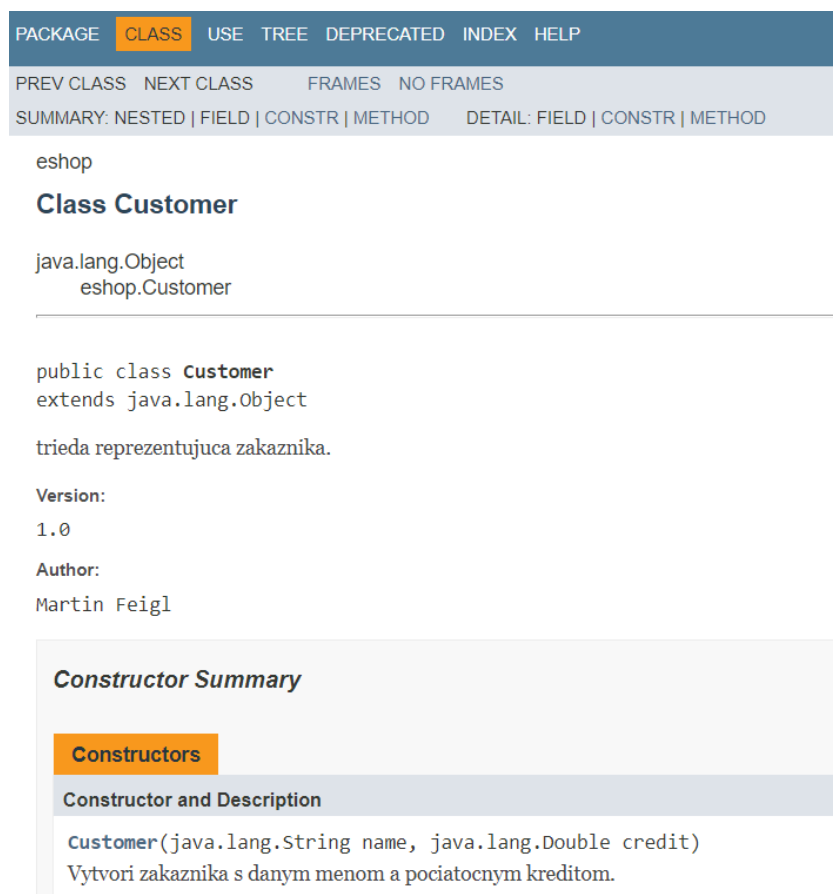 PACKAGE CLASS USE TREE DEPRECATED INDEX HELP
PREV CLASS NEXT CLASS FRAMES NO FRAMES
SUMMARY: NESTED | FIELD | CONSTR | METHOD DETAIL: FIELD | CONSTR | METHOD
eshop
Class Customer
java.lang.Object
eshop.Customer
public class Customer
extends java.lang.Object
trieda reprezentujuca zakaznika.
Version:
1.0
Author:
Martin Feigl
Constructor Summary
Constructors
Constructor and Description
Customer(java.lang.String name, java.lang.Double credit)
Vytvori zakaznika s danym menom a pociatocnym kreditom.